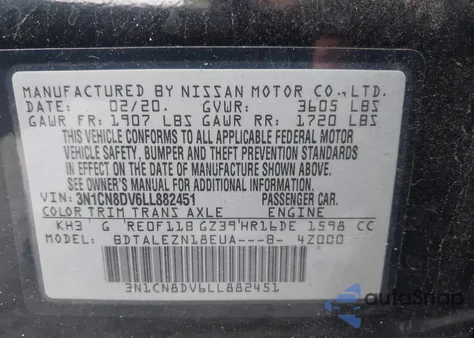 MANUFACTURED BY NISSAN MOTOR CO., LTD.
DATE: 02/20. GVWR: 3605 LBS
GAWR FR: 1907 LBS GAWR RR: 1720 LBS
THIS VEHICLE CONFORMS TO ALL APPLICABLE FEDERAL MOTOR
VEHICLE SAFETY, BUMPER AND THEFT PREVENTION STANDARDS
IN EFFECT ON THE DATE OF MANUFACTURE SHOWN ABOVE.
SEE OWNER'S MANUAL FOR ADDITIONAL INFORMATION.
VIN: 3N1CN8DV6LL882451 PASSENGER CAR.
COLOR TRIM TRANS AXLE ENGINE
KH3 G RE0F11B GZ39 HR16DE 1598 CC
MODEL: BDTALEZN18EUA---B- 4Z000
3N1CN8DV6LL882451
autoSnap